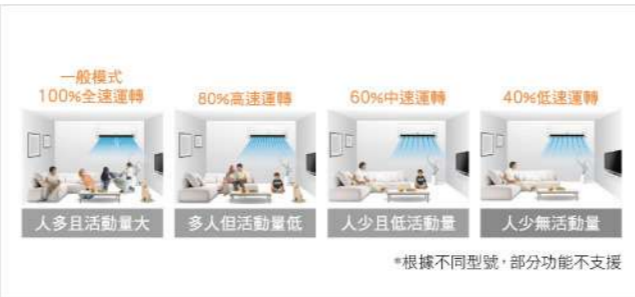 一般模式
100%全速運轉
80%高速運轉
60%中速運轉
40%低速運轉
人多且活動量大
多人但活動量低
人少且低活動量
人少無活動量
*根據不同型號，部分功能不支援